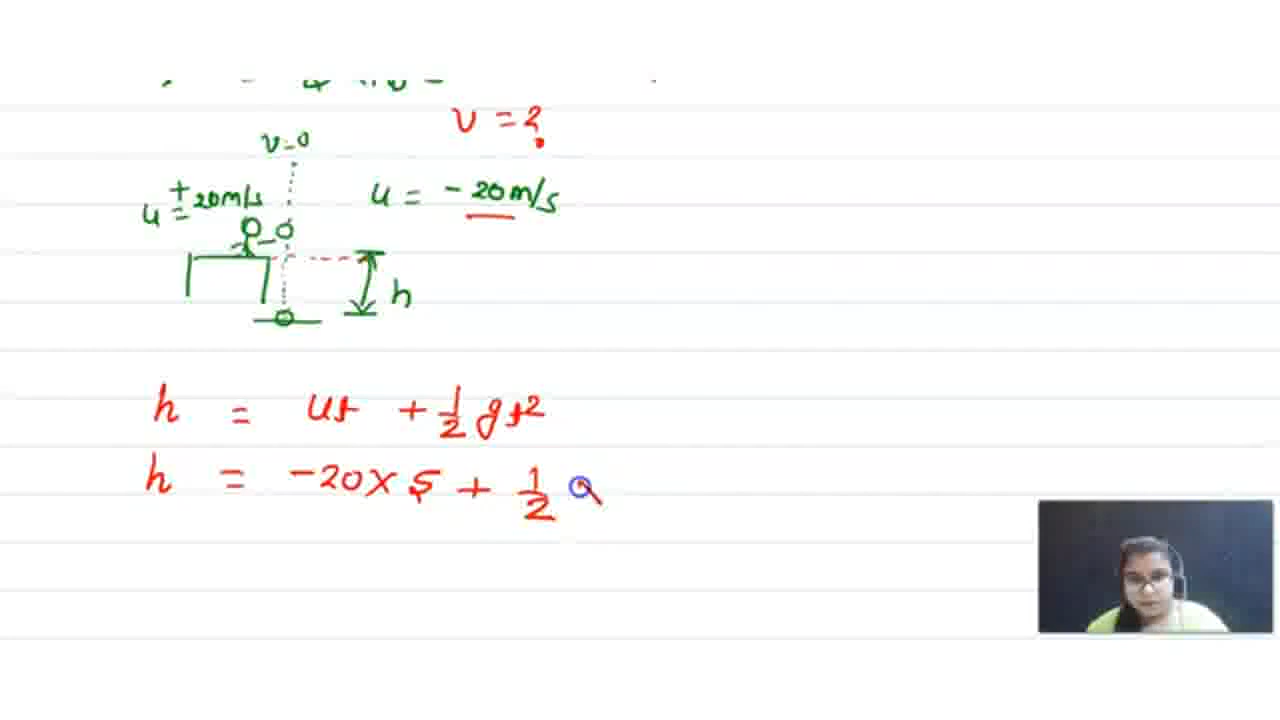 v = ?
v=0
u = +20m/s
u = -20m/s
h
h = ut + 1/2 gt²
h = -20 × 5 + 1/2